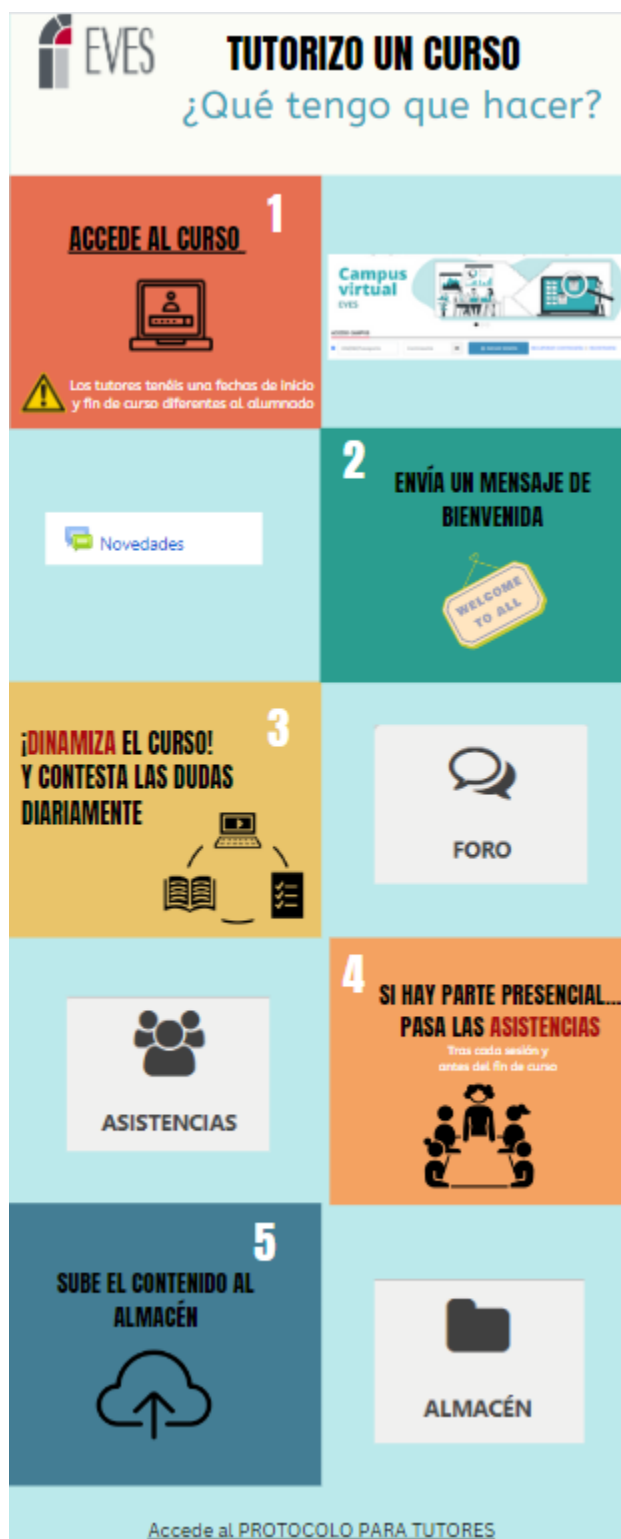 EVES
TUTORIZO UN CURSO
¿Qué tengo que hacer?
1
ACCEDE AL CURSO
Los tutores tenéis una fechas de inicio
y fin de curso diferentes al alumnado
Campus
virtual
EVES
ACCESO CAMPUS
2
ENVÍA UN MENSAJE DE
BIENVENIDA
WELCOME
TO ALL
Novedades
3
¡DINAMIZA EL CURSO!
Y CONTESTA LAS DUDAS
DIARIAMENTE
FORO
4
SI HAY PARTE PRESENCIAL...
PASA LAS ASISTENCIAS
Tras cada sesión y
antes del fin de curso
ASISTENCIAS
5
SUBE EL CONTENIDO AL
ALMACÉN
ALMACÉN
Accede al PROTOCOLO PARA TUTORES